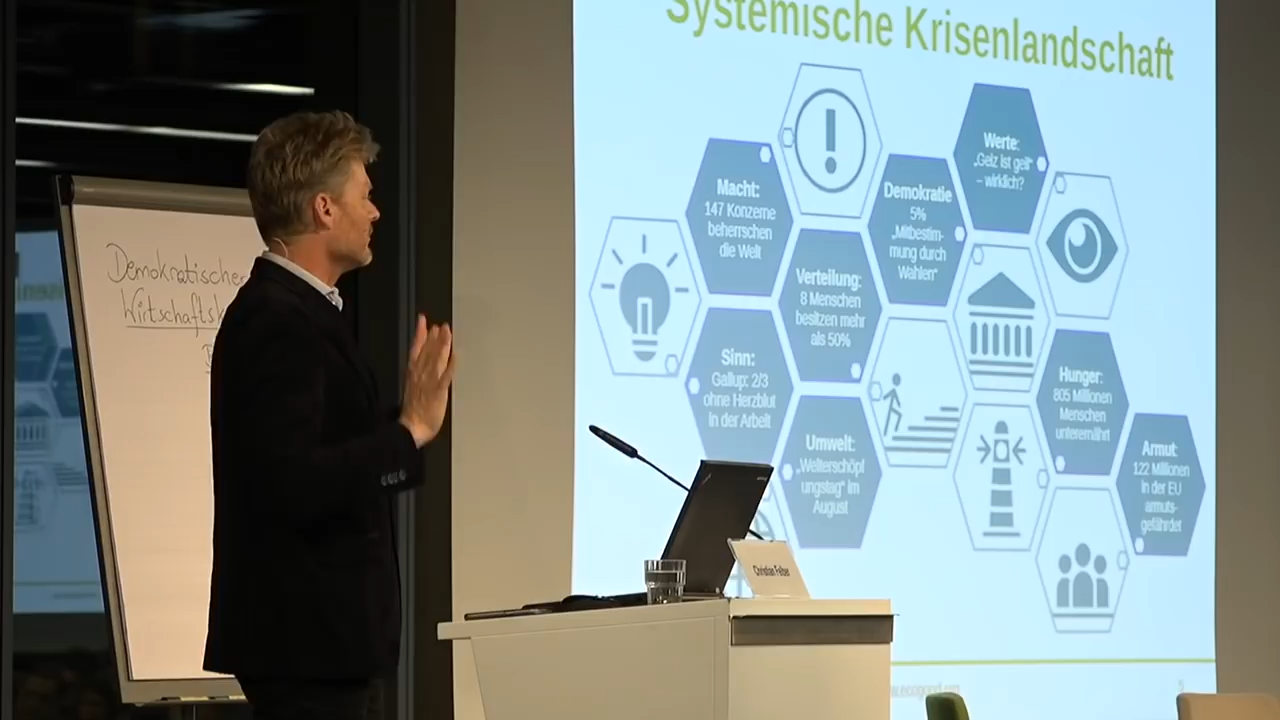 Systemische Krisenlandschaft
Werte:
„Geiz ist geil“
– wirklich?
Macht:
147 Konzerne
beherrschen
die Welt
Demokratie
5%
„Mitbestim-
mung durch
Wahlen“
Verteilung:
8 Menschen
besitzen mehr
als 50%
Sinn:
Gallup: 2/3
ohne Herzblut
in der Arbeit
Hunger:
805 Millionen
Menschen
unterernährt
Umwelt:
„Welterschöpf
ungstag“ im
August
Armut:
122 Millionen
in der EU
armuts-
gefährdet
Demokratischer
Christian Felber